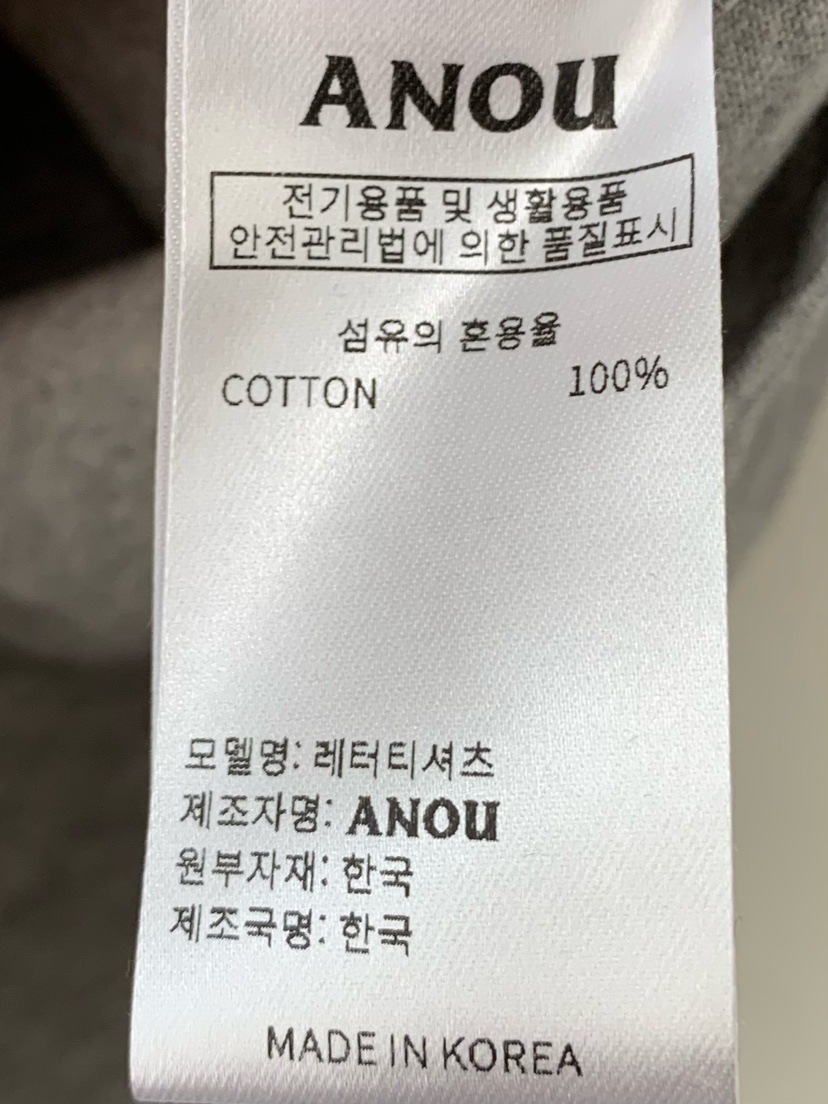 ANOU
전기용품 및 생활용품
안전관리법에 의한 품질표시
섬유의 혼용율
COTTON 100%
모델명: 레터티셔츠
제조자명: ANOU
원부자재: 한국
제조국명: 한국
MADE IN KOREA